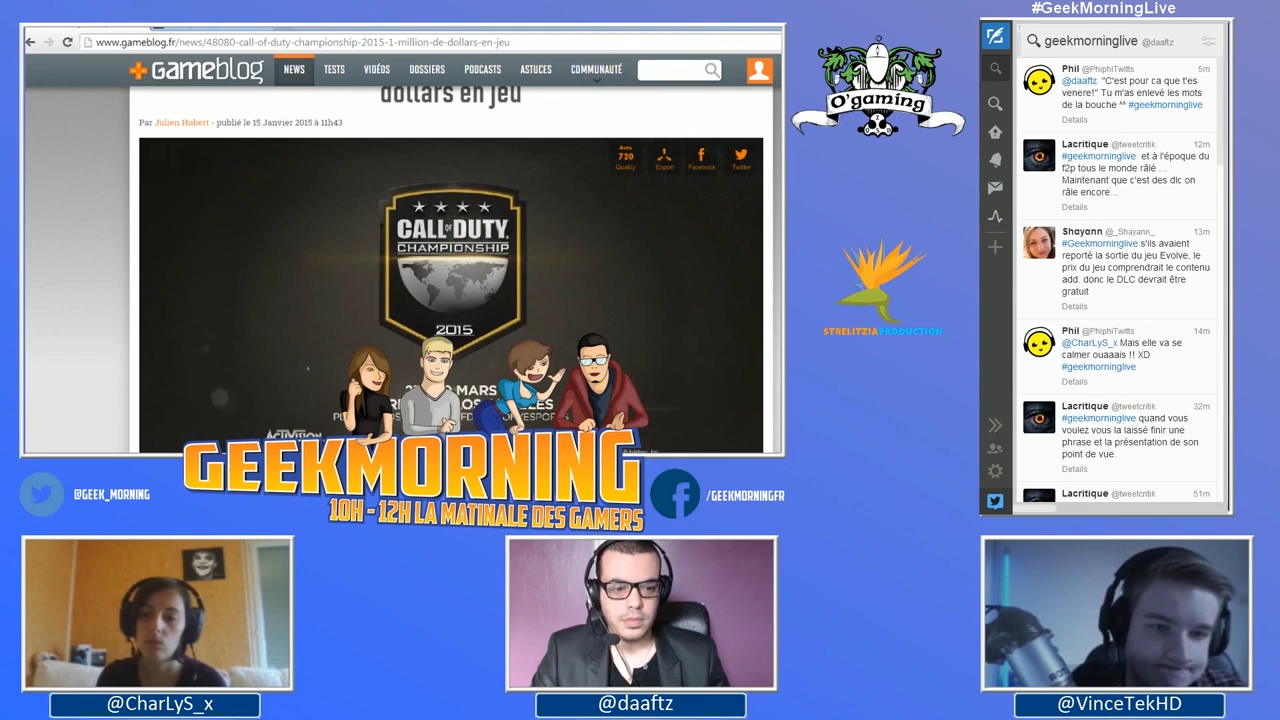 www.gameblog.fr/news/48080-call-of-duty-championship-2015-1-million-de-dollars-en-jeu
gameblog
NEWS
TESTS
VIDÉOS
DOSSIERS
PODCASTS
ASTUCES
COMMUNAUTÉ
dollars en jeu
Par Julien Hubert - publié le 15 Janvier 2015 à 11h43
Auto
720
Quality
Export
Facebook
Twitter
CALL OF DUTY
CHAMPIONSHIP
2015
MARS
ACTIVISION
GEEKMORNING
10H - 12H LA MATINALE DES GAMERS
@GEEK_MORNING
/GEEKMORNINGFR
O'gaming
STRELITZIAPRODUCTION
#GeekMorningLive
geekmorninglive @daaftz
Phil @PhiphiTwitts 5m
@daaftz "C'est pour ca que t'es
venere!" Tu m'as enlevé les mots
de la bouche ^^ #geekmorninglive
Details
Lacritique @tweetcritik 12m
#geekmorninglive et à l'époque du
f2p tous le monde râlé ...
Maintenant que c'est des dlc on
râle encore...
Details
Shayann @_Shayann_ 13m
#Geekmorninglive s'ils avaient
reporté la sortie du jeu Evolve, le
prix du jeu comprendrait le contenu
add. donc le DLC devrait être
gratuit
Details
Phil @PhiphiTwitts 14m
@CharLyS_x Mais elle va se
calmer ouaaais !! XD
#geekmorninglive
Details
Lacritique @tweetcritik 32m
#geekmorninglive quand vous
voulez vous la laissé finir une
phrase et la présentation de son
point de vue.
Details
Lacritique @tweetcritik 51m
@CharLyS_x
@daaftz
@VinceTekHD